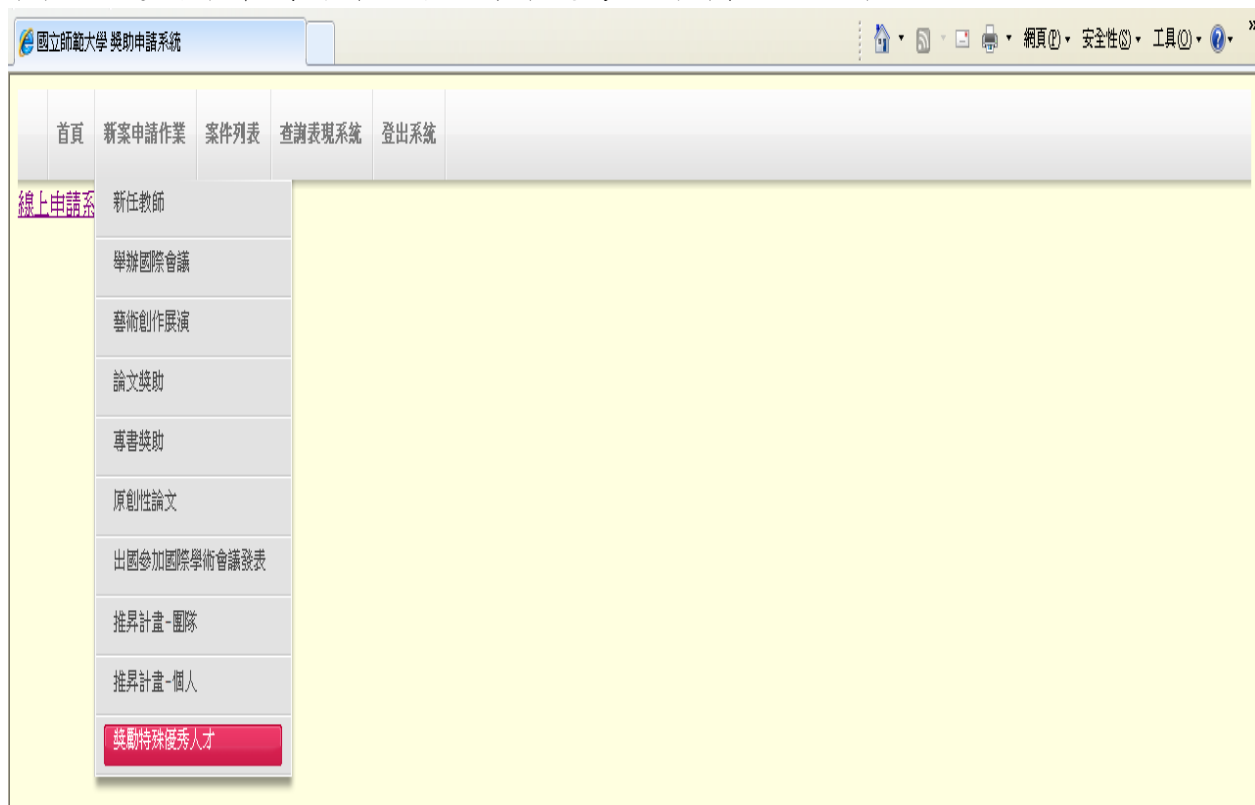 國立師範大學 獎助申請系統
網頁(P) 安全性(S) 工具(O) »
首頁 新案申請作業 案件列表 查詢表現系統 登出系統
線上申請系
新任教師
舉辦國際會議
藝術創作展演
論文獎助
專書獎助
原創性論文
出國參加國際學術會議發表
推昇計畫-團隊
推昇計畫-個人
獎勵特殊優秀人才